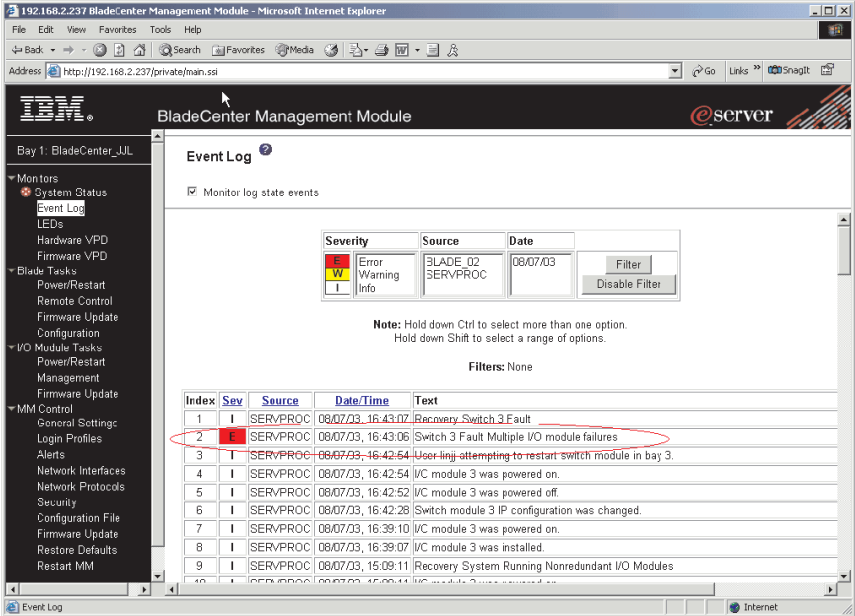 192.168.2.237 BladeCenter Management Module - Microsoft Internet Explorer
File Edit View Favorites Tools Help
Back Search Favorites Media
Address http://192.168.2.237/private/main.ssi Go Links » SnagIt
IBM®
BladeCenter Management Module
@server
Bay 1: BladeCenter_JJL
Monitors
System Status
Event Log
LEDs
Hardware VPD
Firmware VPD
Blade Tasks
Power/Restart
Remote Control
Firmware Update
Configuration
I/O Module Tasks
Power/Restart
Management
Firmware Update
MM Control
General Settings
Login Profiles
Alerts
Network Interfaces
Network Protocols
Security
Configuration File
Firmware Update
Restore Defaults
Restart MM
Event Log ?
Monitor log state events
Severity Source Date
E Error BLADE_02 08/07/03 Filter
W Warning SERVPROC Disable Filter
I Info
Note: Hold down Ctrl to select more than one option.
Hold down Shift to select a range of options.
Filters: None
Index Sev Source Date/Time Text
1 I SERVPROC 08/07/03, 16:43:07 Recovery Switch 3 Fault
2 E SERVPROC 08/07/03, 16:43:06 Switch 3 Fault Multiple I/O module failures
3 I SERVPROC 08/07/03, 16:42:54 User linjj attempting to restart switch module in bay 3.
4 I SERVPROC 08/07/03, 16:42:54 I/C module 3 was powered on.
5 I SERVPROC 08/07/03, 16:42:52 I/C module 3 was powered off.
6 I SERVPROC 08/07/03, 16:42:28 Switch module 3 IP configuration was changed.
7 I SERVPROC 08/07/03, 16:39:10 I/C module 3 was powered on.
8 I SERVPROC 08/07/03, 16:39:07 I/C module 3 was installed.
9 I SERVPROC 08/07/03, 15:09:11 Recovery System Running Nonredundant I/O Modules
Event Log Internet